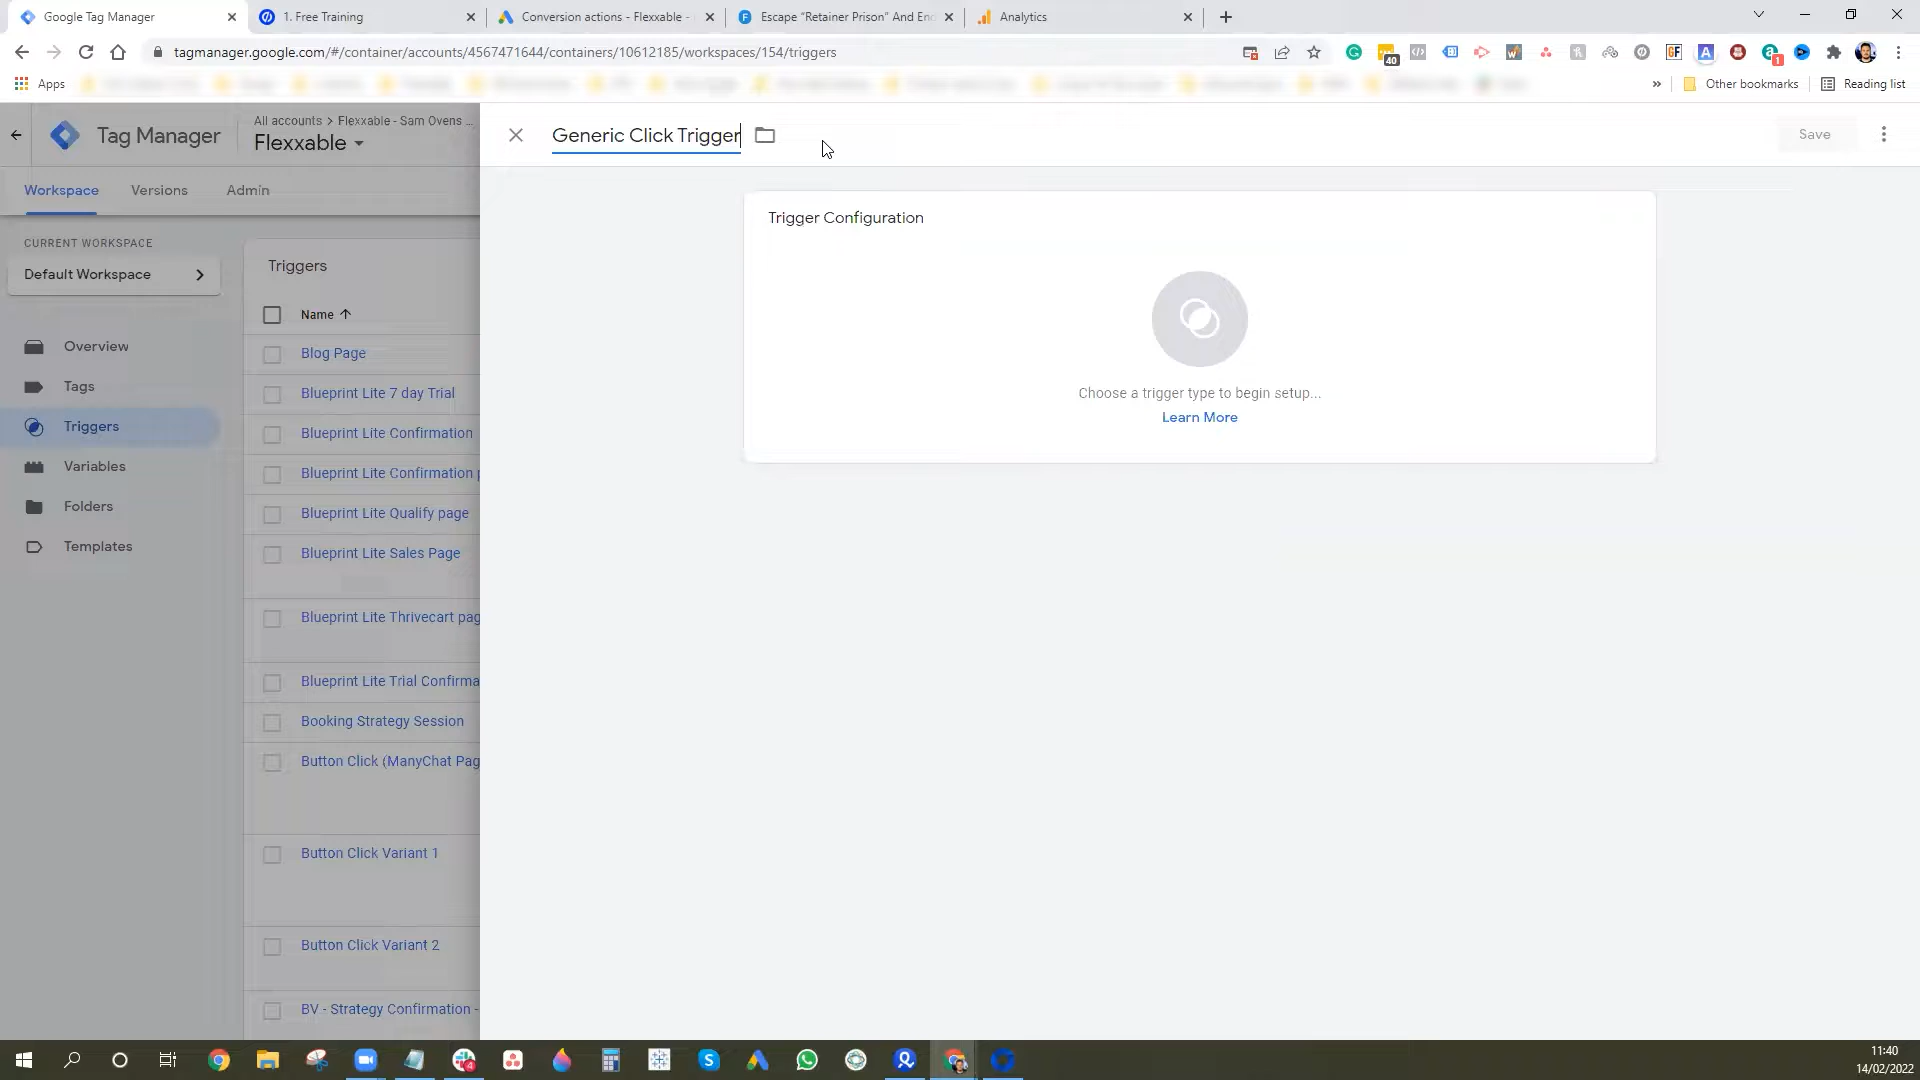 Google Tag Manager
1. Free Training
Conversion actions - Flexxable -
Escape "Retainer Prison" And End
Analytics
tagmanager.google.com/#/container/accounts/4567471644/containers/10612185/workspaces/154/triggers
40
GF
A
1
Apps
»
Other bookmarks
Reading list
Tag Manager
All accounts > Flexxable - Sam Ovens ...
Flexxable
Generic Click Trigger
Save
Workspace
Versions
Admin
CURRENT WORKSPACE
Default Workspace
Overview
Tags
Triggers
Variables
Folders
Templates
Triggers
Name
Blog Page
Blueprint Lite 7 day Trial
Blueprint Lite Confirmation
Blueprint Lite Confirmation p
Blueprint Lite Qualify page
Blueprint Lite Sales Page
Blueprint Lite Thrivecart pag
Blueprint Lite Trial Confirma
Booking Strategy Session
Button Click (ManyChat Pag
Button Click Variant 1
Button Click Variant 2
BV - Strategy Confirmation -
Trigger Configuration
Choose a trigger type to begin setup...
Learn More
11:40
14/02/2022